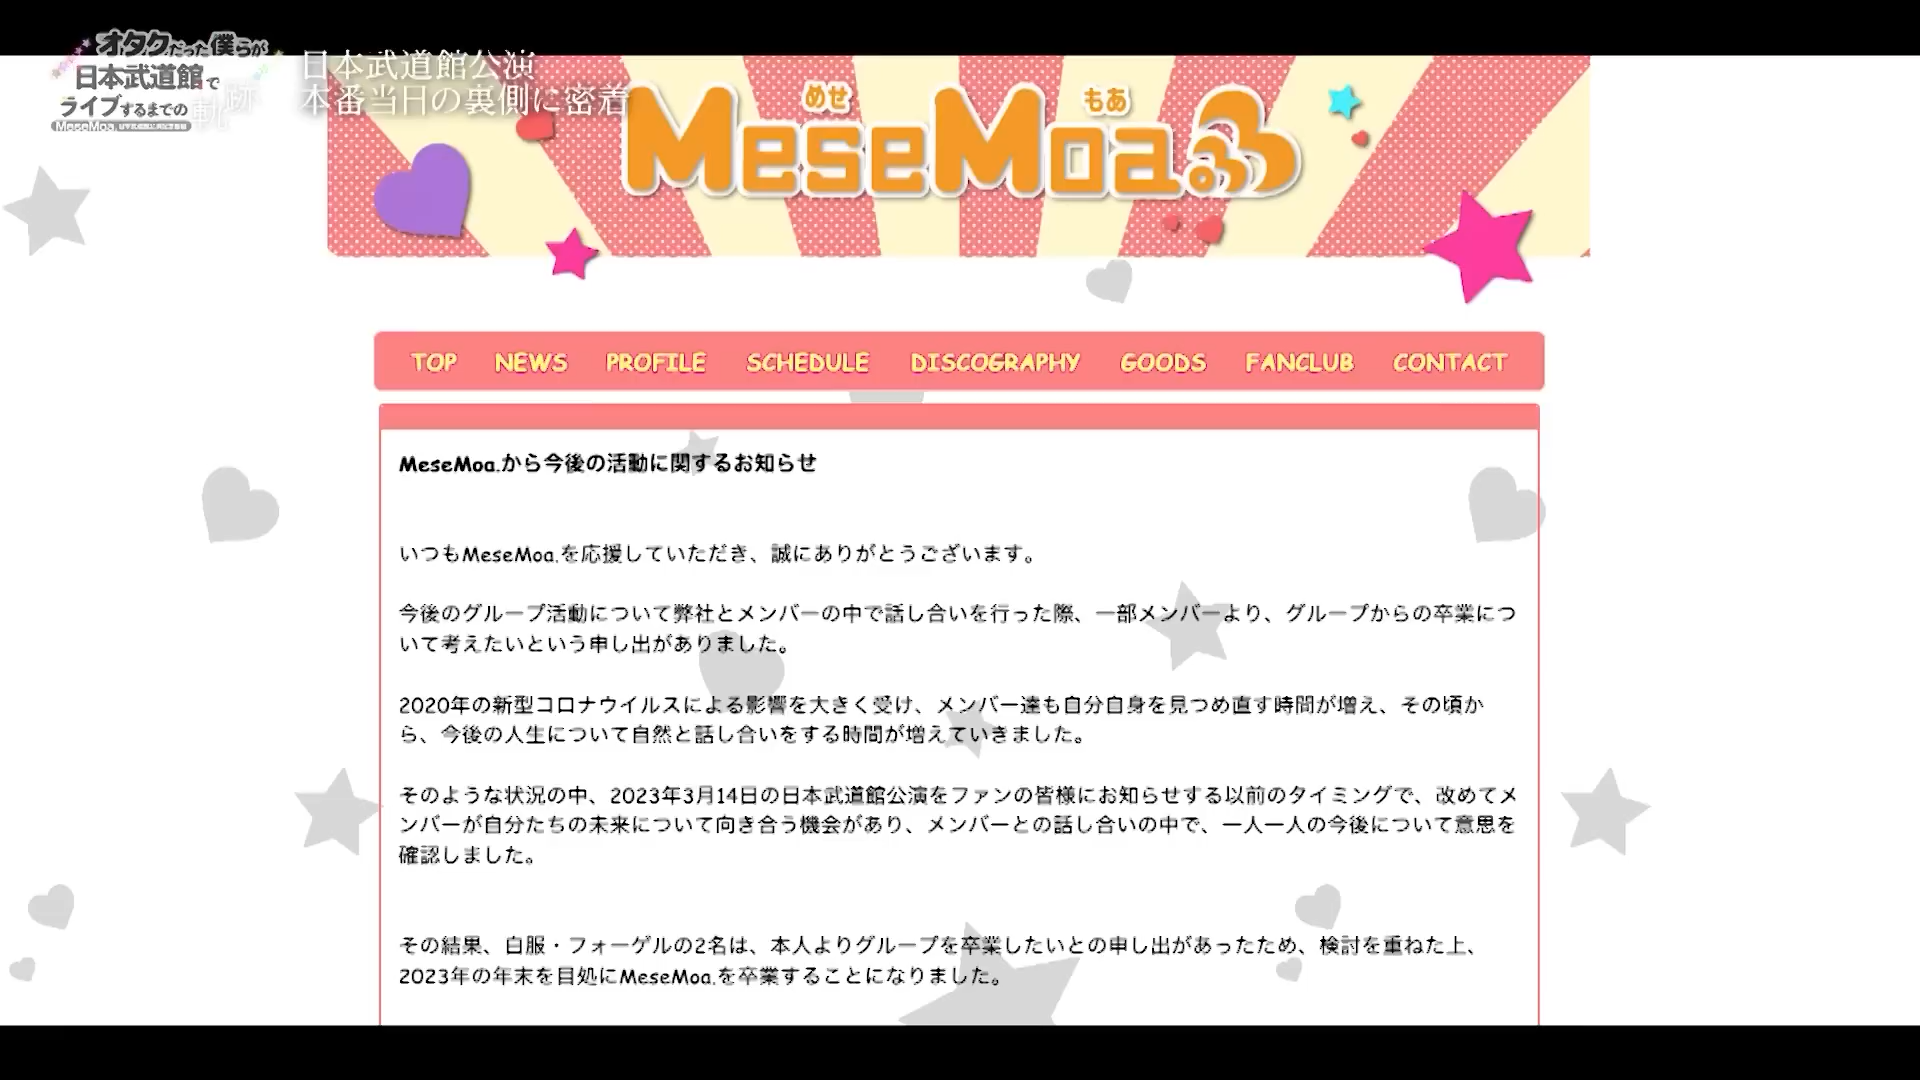 オタクだった僕らが
日本武道館で
ライブするまでの軌跡
日本武道館公演
本番当日の裏側に密着
めせ もあ
MeseMoa.
TOP NEWS PROFILE SCHEDULE DISCOGRAPHY GOODS FANCLUB CONTACT
MeseMoa.から今後の活動に関するお知らせ
いつもMeseMoa.を応援していただき、誠にありがとうございます。
今後のグループ活動について弊社とメンバーの中で話し合いを行った際、一部メンバーより、グループからの卒業につ
いて考えたいという申し出がありました。
2020年の新型コロナウイルスによる影響を大きく受け、メンバー達も自分自身を見つめ直す時間が増え、その頃か
ら、今後の人生について自然と話し合いをする時間が増えていきました。
そのような状況の中、2023年3月14日の日本武道館公演をファンの皆様にお知らせする以前のタイミングで、改めてメ
ンバーが自分たちの未来について向き合う機会があり、メンバーとの話し合いの中で、一人一人の今後について意思を
確認しました。
その結果、白服・フォーゲルの2名は、本人よりグループを卒業したいとの申し出があったため、検討を重ねた上、
2023年の年末を目処にMeseMoa.を卒業することになりました。